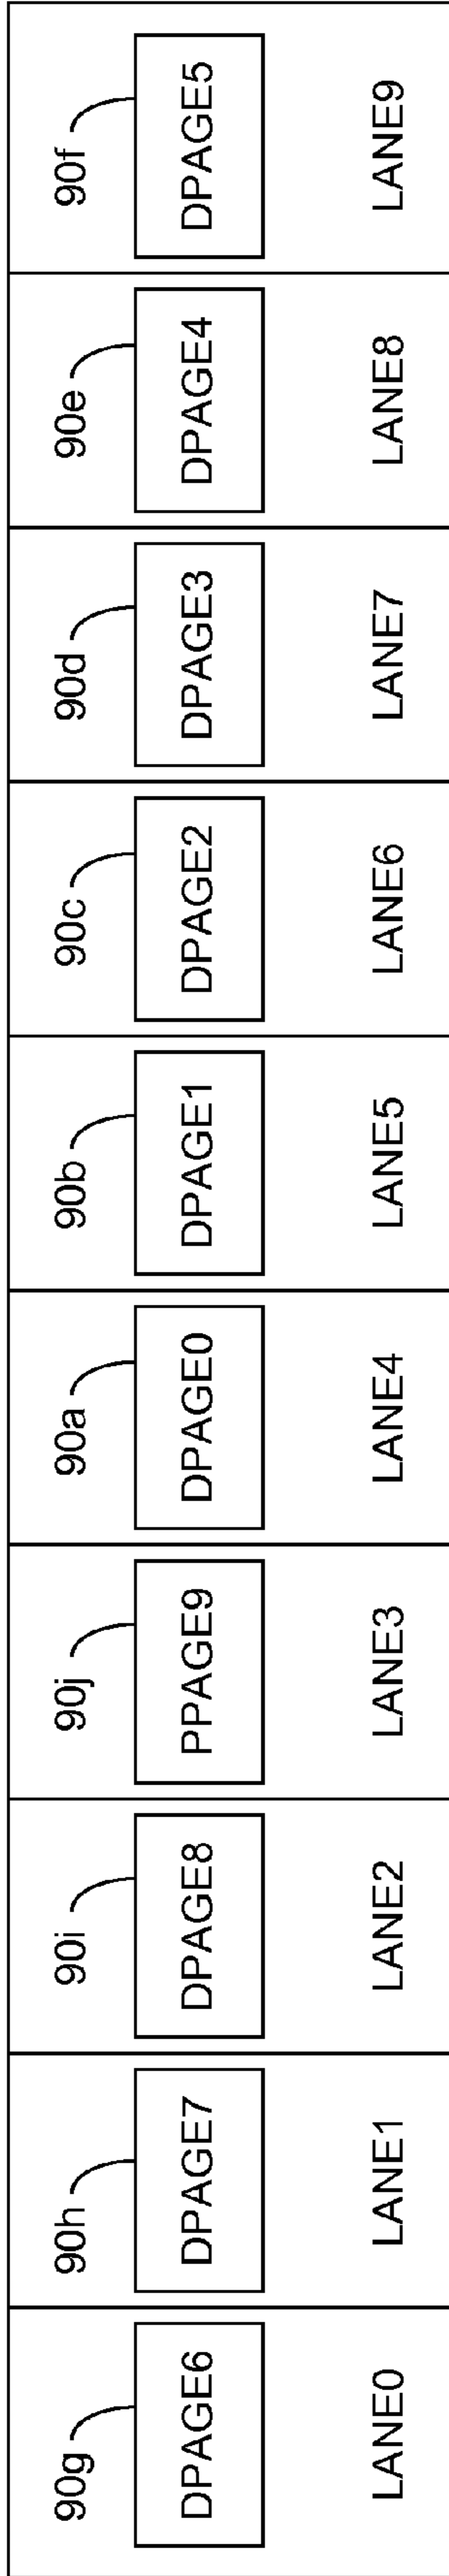 90g 90h 90i 90j 90a 90b 90c 90d 90e 90f
DPAGE6 DPAGE7 DPAGE8 PPAGE9 DPAGE0 DPAGE1 DPAGE2 DPAGE3 DPAGE4 DPAGE5
LANE0 LANE1 LANE2 LANE3 LANE4 LANE5 LANE6 LANE7 LANE8 LANE9